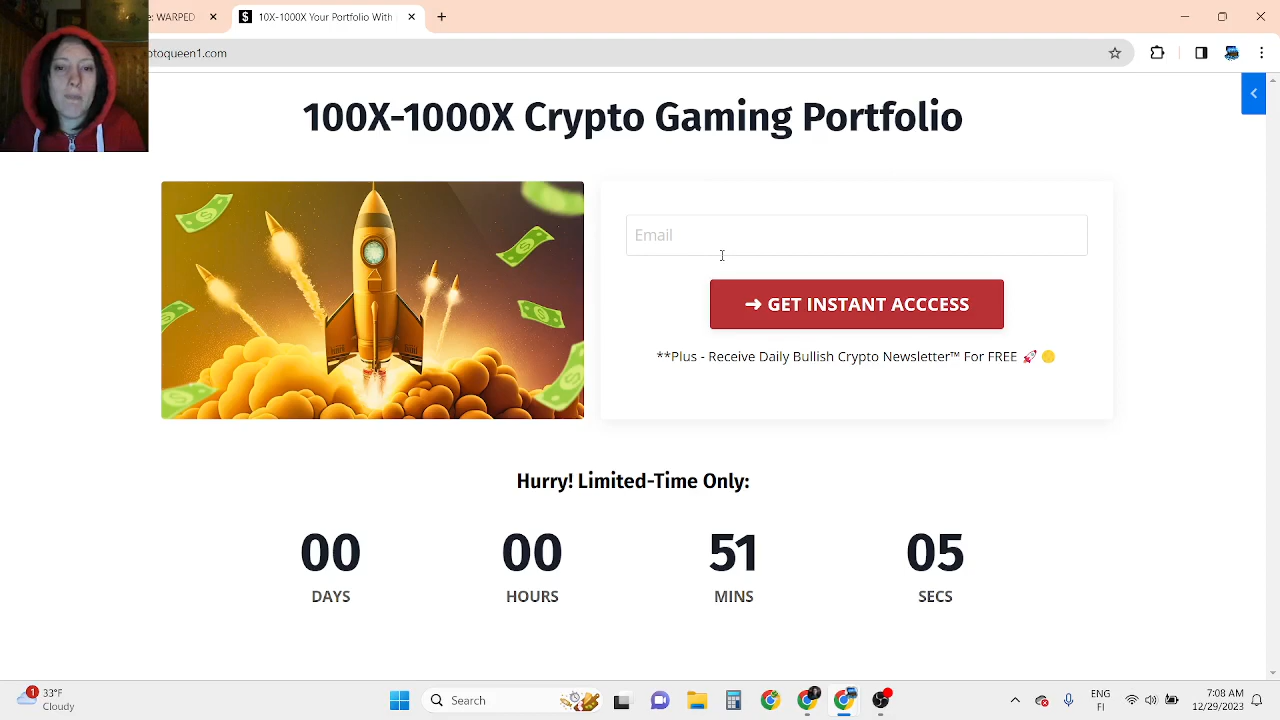 WARPED
10X-1000X Your Portfolio With
toqueen1.com
100X-1000X Crypto Gaming Portfolio
Email
➜ GET INSTANT ACCCESS
**Plus - Receive Daily Bullish Crypto Newsletter™ For FREE 🚀 🟡
Hurry! Limited-Time Only:
00 00 51 05
DAYS HOURS MINS SECS
1
33°F
Cloudy
Search
ENG
FI
7:08 AM
12/29/2023